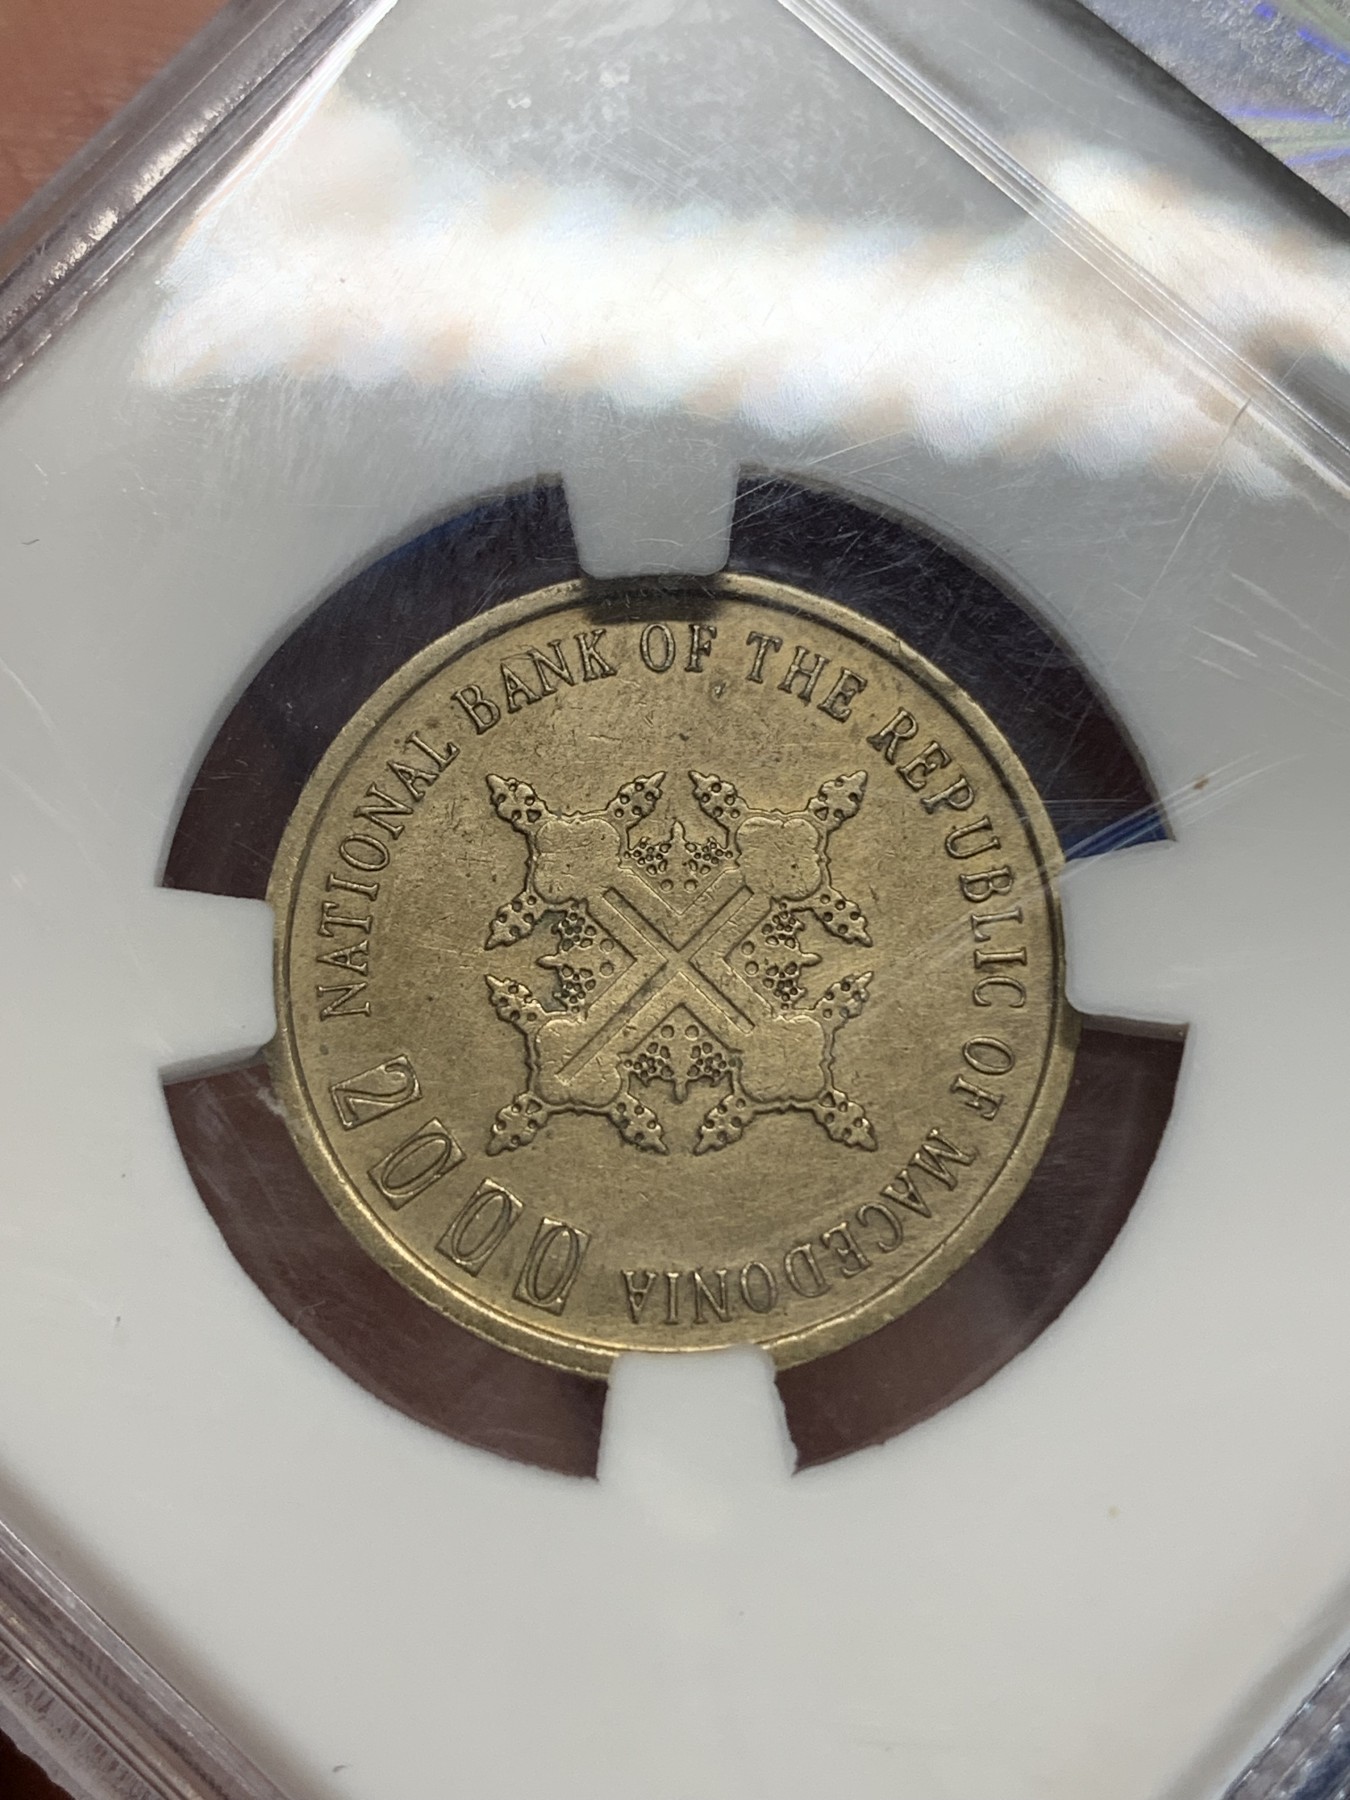 NATIONAL BANK OF THE REPUBLIC OF MACEDONIA
2000